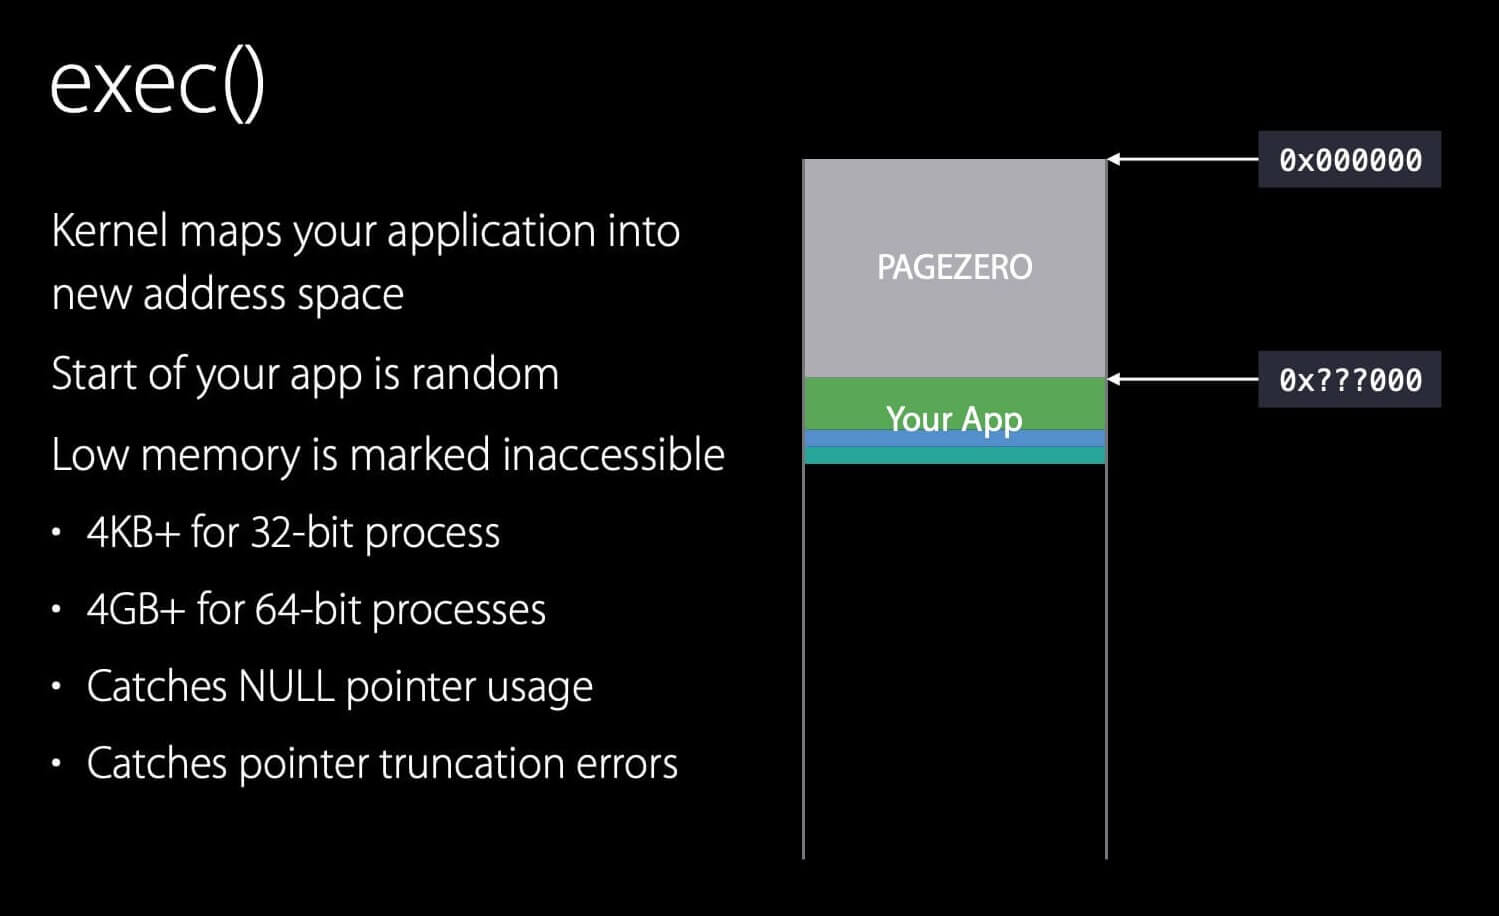 exec()
Kernel maps your application into
new address space
Start of your app is random
Low memory is marked inaccessible
• 4KB+ for 32-bit process
• 4GB+ for 64-bit processes
• Catches NULL pointer usage
• Catches pointer truncation errors
0x000000
PAGEZERO
0x???000
Your App